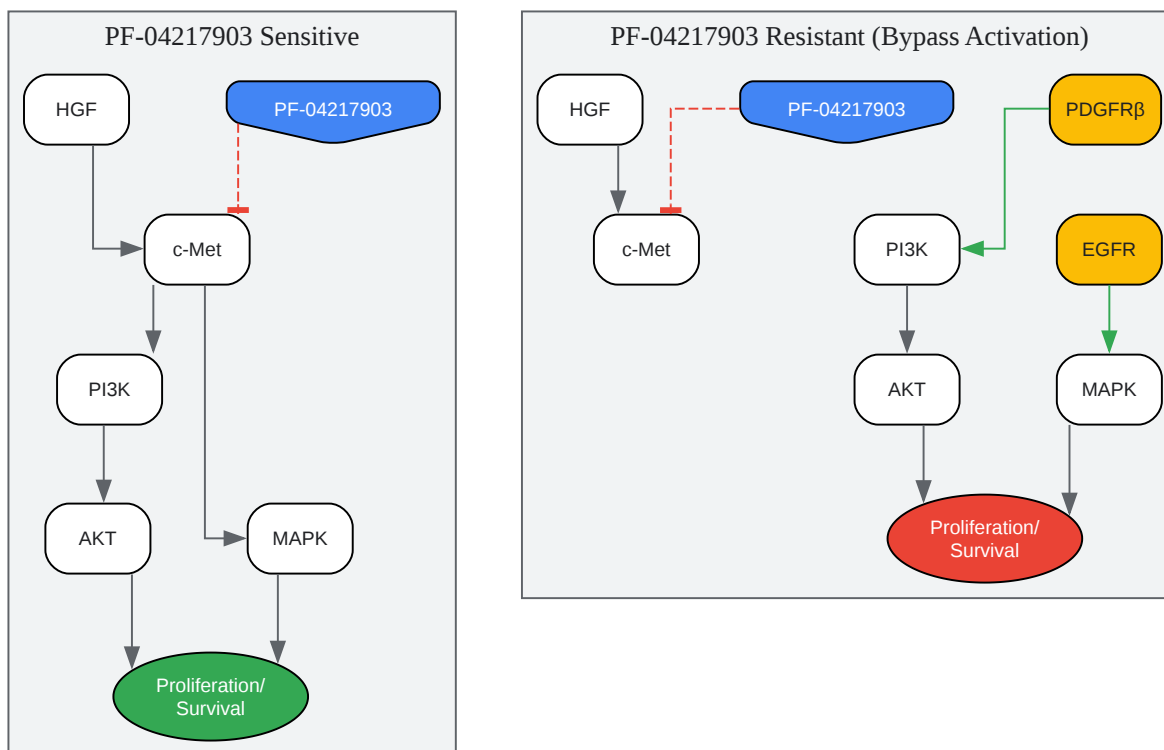 PF-04217903 Sensitive
HGF
PF-04217903
c-Met
PI3K
AKT
MAPK
Proliferation/
Survival
PF-04217903 Resistant (Bypass Activation)
HGF
PF-04217903
PDGFRβ
c-Met
PI3K
EGFR
AKT
MAPK
Proliferation/
Survival